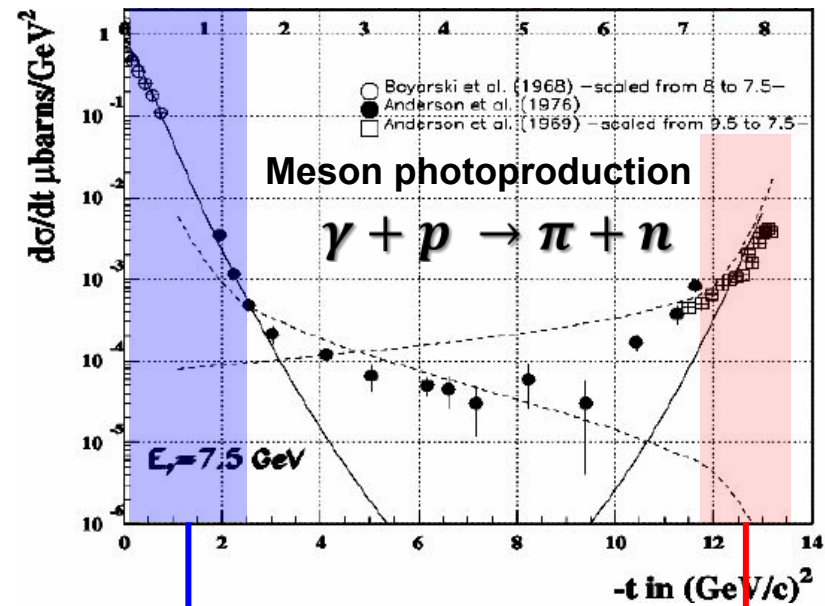 0 1 2 3 4 5 6 7 8
dσ/dt μbarns/GeV²
1
10⁻¹
10⁻²
10⁻³
10⁻⁴
10⁻⁵
10⁻⁶
○ Boyarski et al. (1968) –scaled from 8 to 7.5–
● Anderson et al. (1976)
□ Anderson et al. (1969) –scaled from 9.5 to 7.5–
Meson photoproduction
γ + p → π + n
Eγ=7.5 GeV
0 2 4 6 8 10 12 14
-t in (GeV/c)²